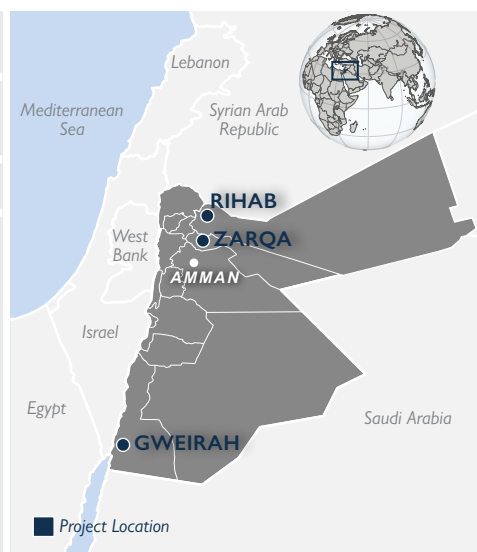 Lebanon
Mediterranean
Sea
Syrian Arab
Republic
RIHAB
ZARQA
West
Bank
AMMAN
Israel
Egypt
Saudi Arabia
GWEIRAH
Project Location